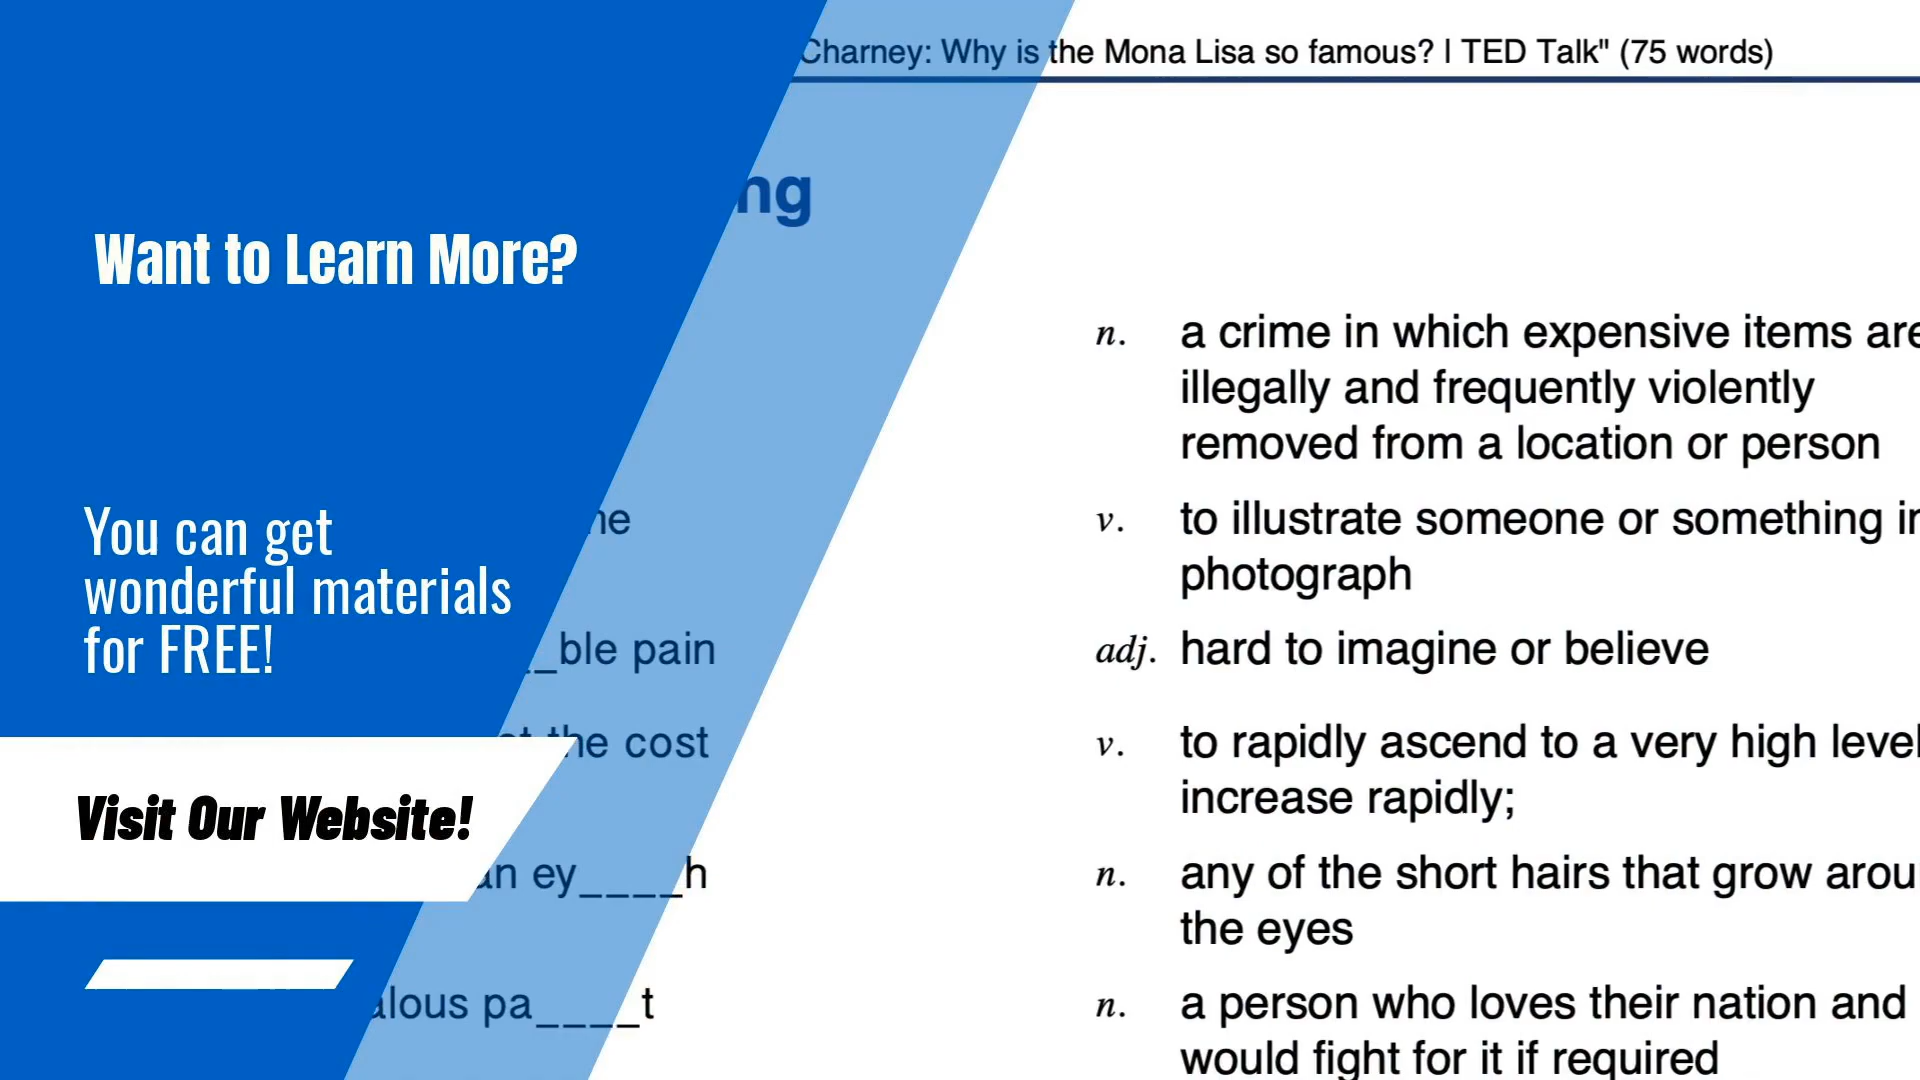 Charney: Why is the Mona Lisa so famous? | TED Talk" (75 words)
Want to Learn More?
You can get
wonderful materials
for FREE!
Visit Our Website!
n. a crime in which expensive items are
illegally and frequently violently
removed from a location or person
v. to illustrate someone or something in
photograph
_ble pain adj. hard to imagine or believe
the cost v. to rapidly ascend to a very high level
increase rapidly;
ey____h n. any of the short hairs that grow
the eyes
pa____t n. a person who loves their nation and
would fight for it if required